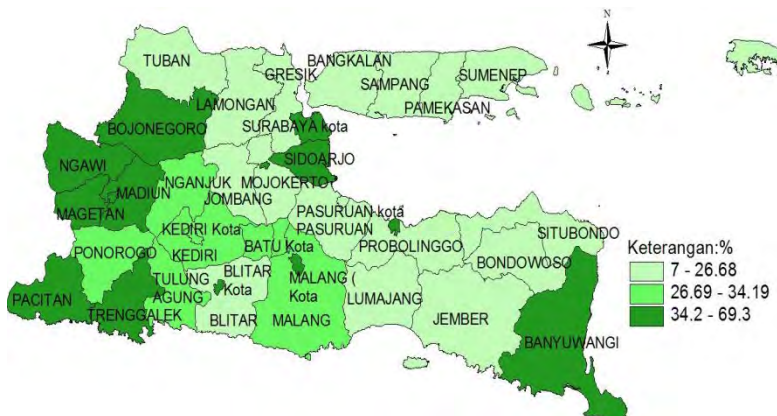 N
TUBAN
BANGKALAN
GRESIK
SAMPANG
SUMENEP
LAMONGAN
PAMEKASAN
BOJONEGORO
SURABAYA kota
NGAWI
SIDOARJO
MADIUN
NGANJUK
MOJOKERTO
JOMBANG
MAGETAN
PASURUAN kota
KEDIRI Kota
PASURUAN
SITUBONDO
PONOROGO
BATU Kota
PROBOLINGGO
Keterangan:%
KEDIRI
BONDOWOSO
7 - 26.68
TULUNG
AGUNG
BLITAR
Kota
MALANG (
Kota
26.69 - 34.19
PACITAN
LUMAJANG
34.2 - 69.3
TRENGGALEK
BLITAR
MALANG
JEMBER
BANYUWANGI